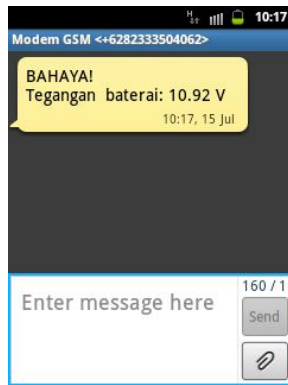 H 10:17
Modem GSM <+6282333504062>
BAHAYA!
Tegangan baterai: 10.92 V
10:17, 15 Jul
160 / 1
Enter message here
Send